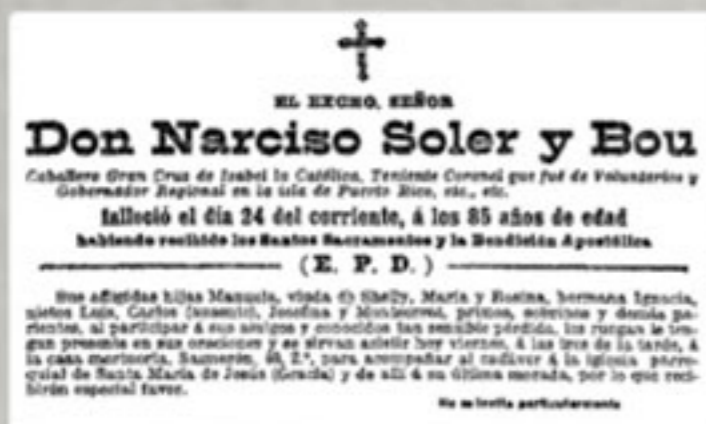 EL EXCMO. SEÑOR
Don Narciso Soler y Bou
Caballero Gran Cruz de Isabel la Católica, Teniente Coronel que fué de Voluntarios y
Gobernador Regional en la isla de Puerto Rico, etc., etc.
falleció el día 24 del corriente, á los 85 años de edad
habiendo recibido los Santos Sacramentos y la Bendición Apostólica
(E. P. D.)
Sus afligidas hijas Manuela, viuda de Shelly, María y Rosina, hermana Ignacia,
nietos Luis, Carlos (ausente), Josefina y Montserrat, primos, sobrinos y demás pa-
rientes, al participar á sus amigos y conocidos tan sensible pérdida, les ruegan le ten-
gan presente en sus oraciones y se sirvan asistir hoy viernes, á las tres de la tarde, á
la casa mortuoria, 2.º, para acompañar el cadáver á la iglesia parro-
quial de Santa María de Jesús (Gracia) y de allí á su última morada, por lo que reci-
birán especial favor.
No se invita particularmente